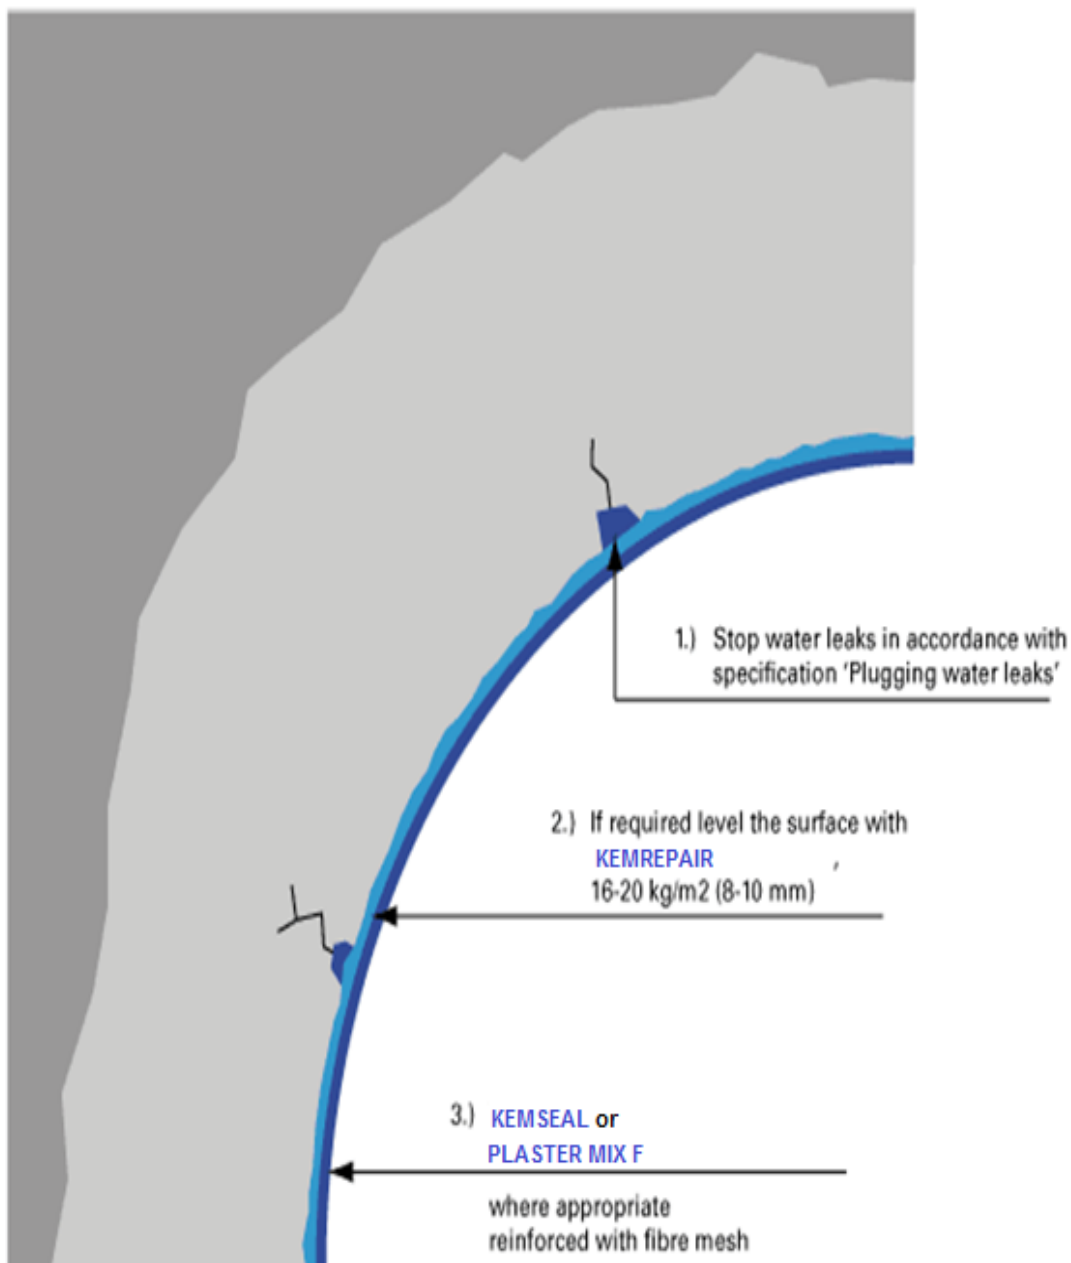 1.) Stop water leaks in accordance with
specification 'Plugging water leaks'
2.) If required level the surface with
KEMREPAIR ,
16-20 kg/m2 (8-10 mm)
3.) KEMSEAL or
PLASTER MIX F
where appropriate
reinforced with fibre mesh